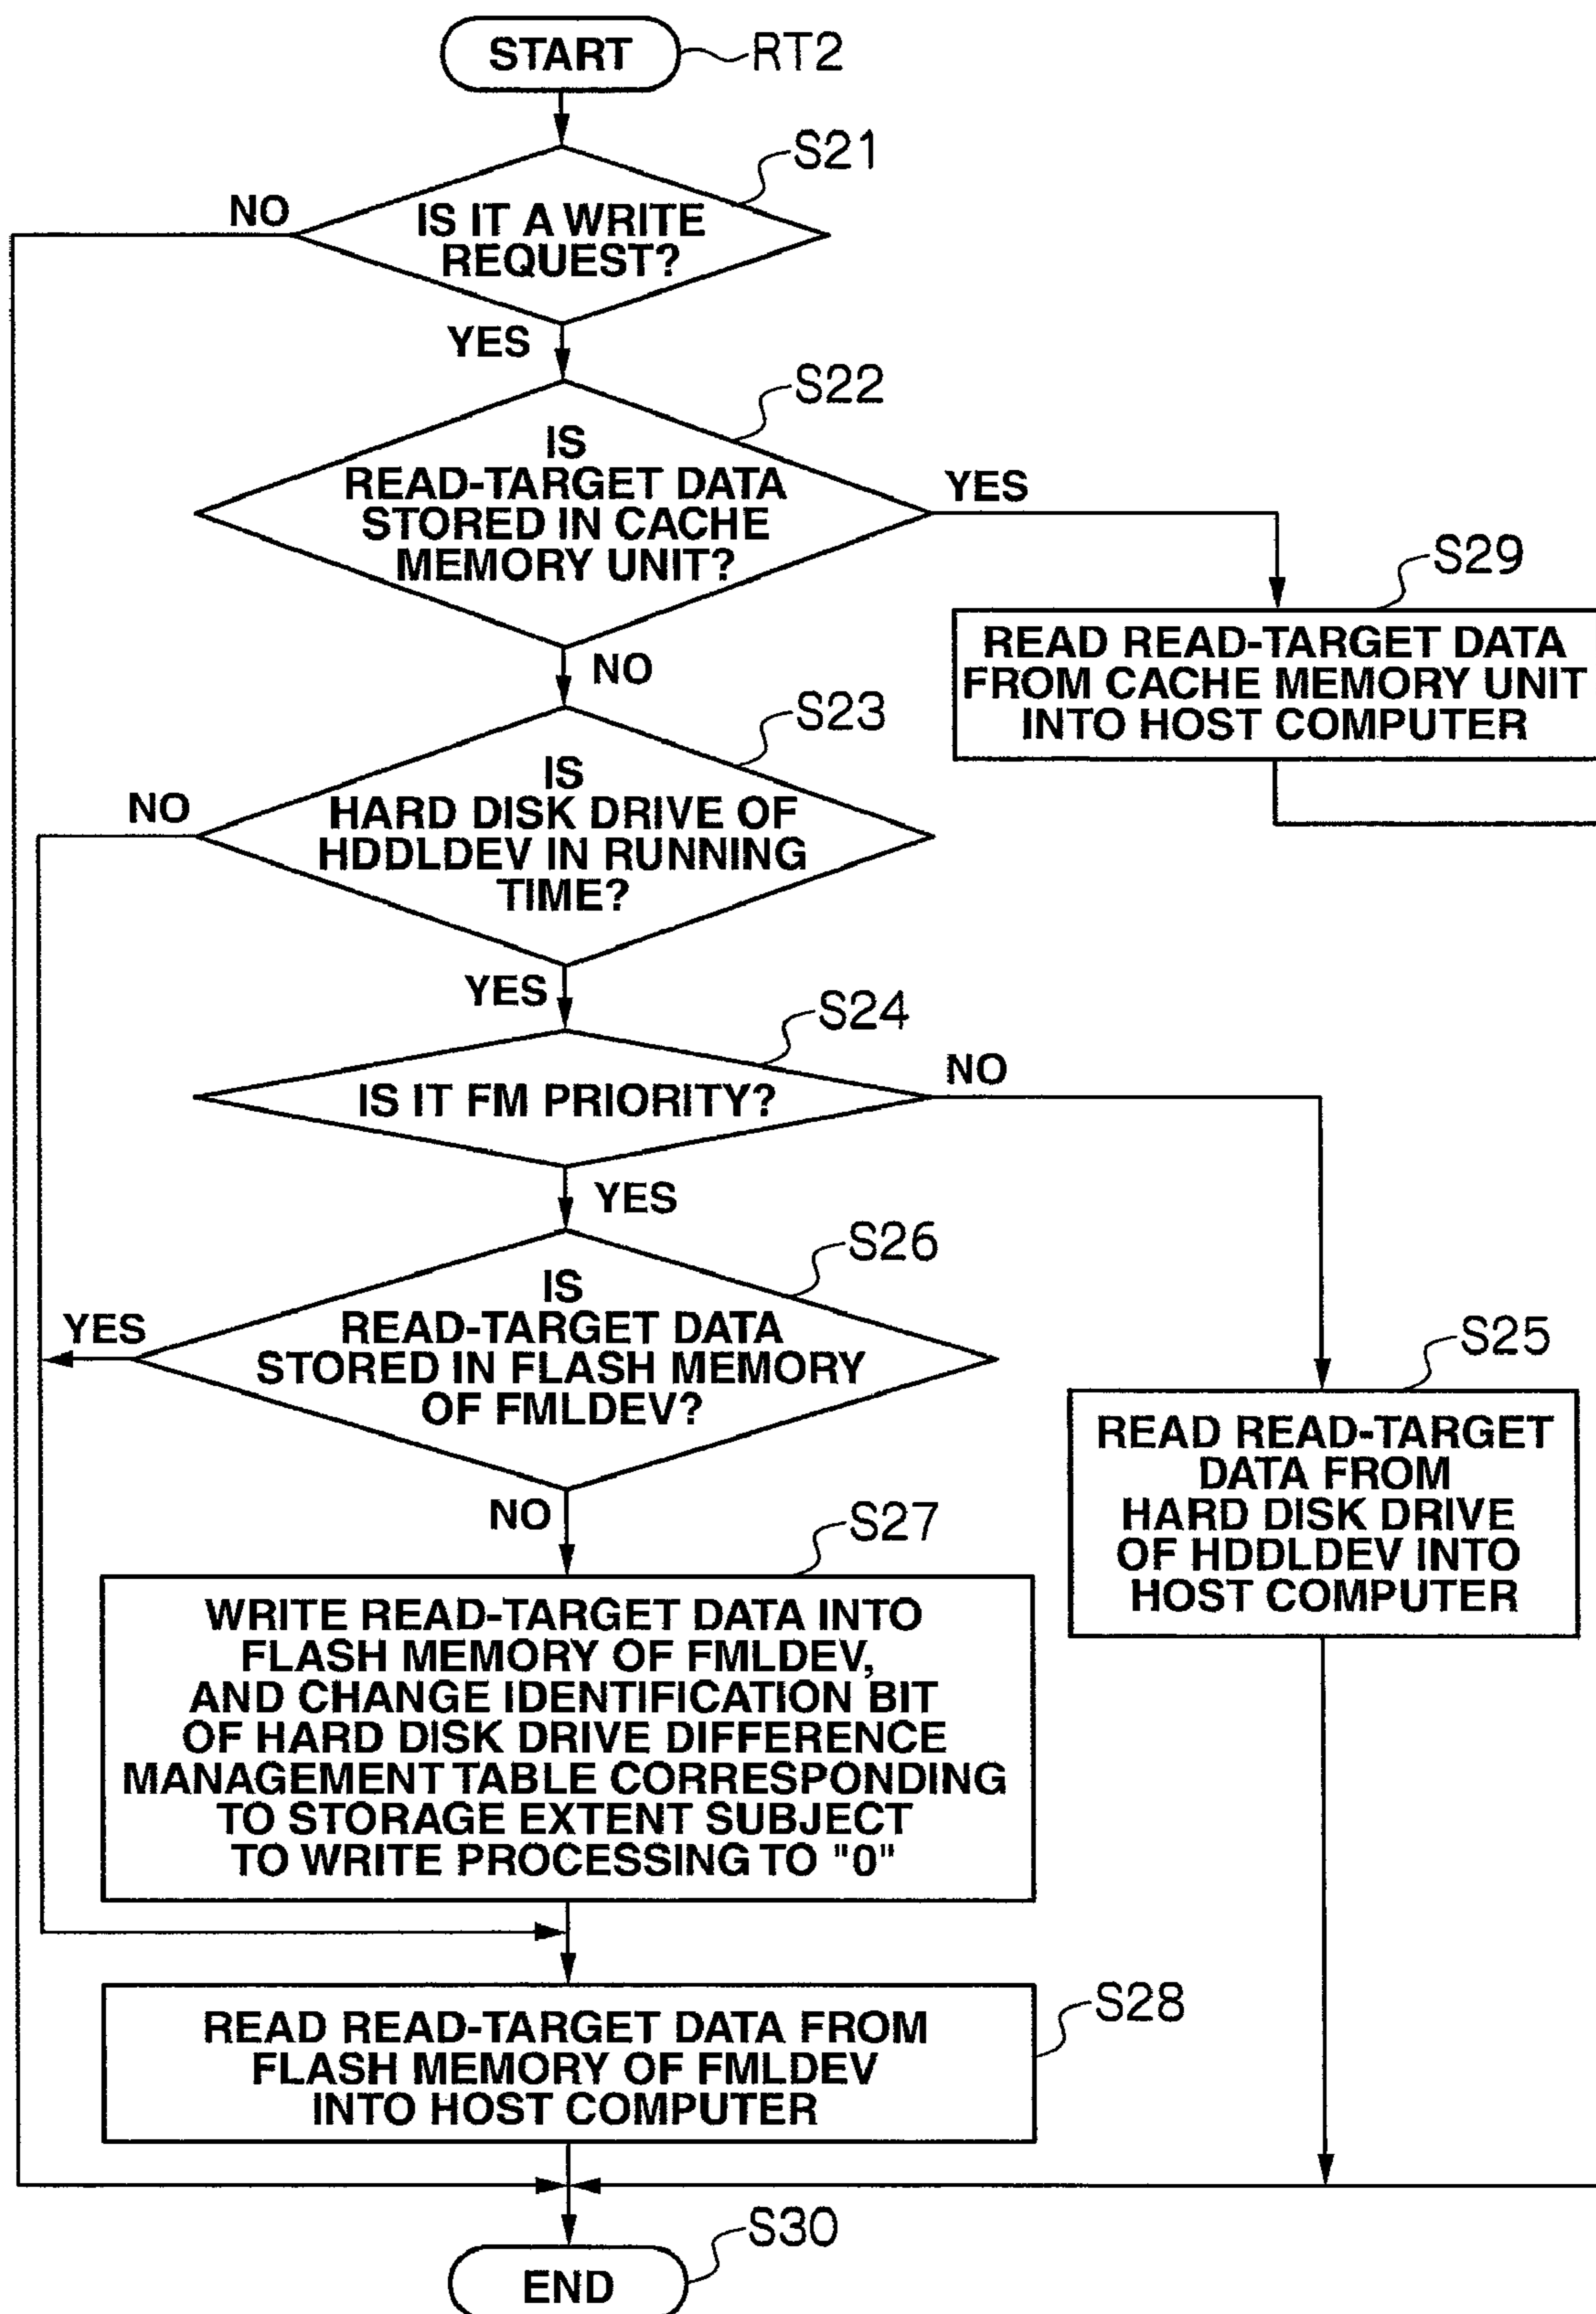 START
RT2
S21
NO
IS IT A WRITE
REQUEST?
YES
S22
IS
READ-TARGET DATA
STORED IN CACHE
MEMORY UNIT?
YES
S29
READ READ-TARGET DATA
FROM CACHE MEMORY UNIT
INTO HOST COMPUTER
NO
S23
NO
IS
HARD DISK DRIVE OF
HDDLDEV IN RUNNING
TIME?
YES
S24
NO
IS IT FM PRIORITY?
YES
S26
IS
READ-TARGET DATA
STORED IN FLASH MEMORY
OF FMLDEV?
YES
S25
READ READ-TARGET
DATA FROM
HARD DISK DRIVE
OF HDDLDEV INTO
HOST COMPUTER
NO
S27
WRITE READ-TARGET DATA INTO
FLASH MEMORY OF FMLDEV,
AND CHANGE IDENTIFICATION BIT
OF HARD DISK DRIVE DIFFERENCE
MANAGEMENT TABLE CORRESPONDING
TO STORAGE EXTENT SUBJECT
TO WRITE PROCESSING TO "0"
S28
READ READ-TARGET DATA FROM
FLASH MEMORY OF FMLDEV
INTO HOST COMPUTER
S30
END